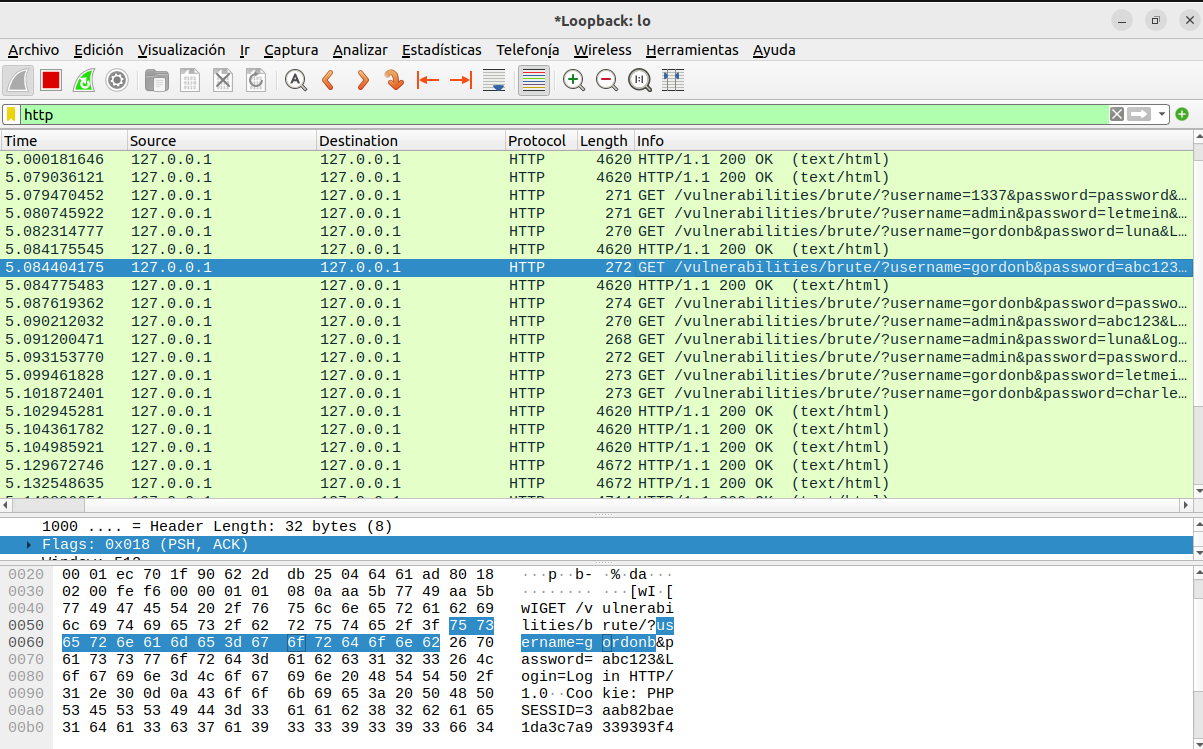 *Loopback: lo
Archivo Edición Visualización Ir Captura Analizar Estadísticas Telefonía Wireless Herramientas Ayuda
http
Time Source Destination Protocol Length Info
5.000181646 127.0.0.1 127.0.0.1 HTTP 4620 HTTP/1.1 200 OK (text/html)
5.079036121 127.0.0.1 127.0.0.1 HTTP 4620 HTTP/1.1 200 OK (text/html)
5.079470452 127.0.0.1 127.0.0.1 HTTP 271 GET /vulnerabilities/brute/?username=1337&password=password&…
5.080745922 127.0.0.1 127.0.0.1 HTTP 271 GET /vulnerabilities/brute/?username=admin&password=letmein&…
5.082314777 127.0.0.1 127.0.0.1 HTTP 270 GET /vulnerabilities/brute/?username=gordonb&password=luna&L…
5.084175545 127.0.0.1 127.0.0.1 HTTP 4620 HTTP/1.1 200 OK (text/html)
5.084404175 127.0.0.1 127.0.0.1 HTTP 272 GET /vulnerabilities/brute/?username=gordonb&password=abc123…
5.084775483 127.0.0.1 127.0.0.1 HTTP 4620 HTTP/1.1 200 OK (text/html)
5.087619362 127.0.0.1 127.0.0.1 HTTP 274 GET /vulnerabilities/brute/?username=gordonb&password=passwo…
5.090212032 127.0.0.1 127.0.0.1 HTTP 270 GET /vulnerabilities/brute/?username=admin&password=abc123&L…
5.091200471 127.0.0.1 127.0.0.1 HTTP 268 GET /vulnerabilities/brute/?username=admin&password=luna&Log…
5.093153770 127.0.0.1 127.0.0.1 HTTP 272 GET /vulnerabilities/brute/?username=admin&password=password…
5.099461828 127.0.0.1 127.0.0.1 HTTP 273 GET /vulnerabilities/brute/?username=gordonb&password=letmei…
5.101872401 127.0.0.1 127.0.0.1 HTTP 273 GET /vulnerabilities/brute/?username=gordonb&password=charle…
5.102945281 127.0.0.1 127.0.0.1 HTTP 4620 HTTP/1.1 200 OK (text/html)
5.104361782 127.0.0.1 127.0.0.1 HTTP 4620 HTTP/1.1 200 OK (text/html)
5.104985921 127.0.0.1 127.0.0.1 HTTP 4620 HTTP/1.1 200 OK (text/html)
5.129672746 127.0.0.1 127.0.0.1 HTTP 4672 HTTP/1.1 200 OK (text/html)
5.132548635 127.0.0.1 127.0.0.1 HTTP 4672 HTTP/1.1 200 OK (text/html)
1000 .... = Header Length: 32 bytes (8)
Flags: 0x018 (PSH, ACK)
0020 00 01 ec 70 1f 90 62 2d db 25 04 64 61 ad 80 18 ···p··b- ·%·da···
0030 02 00 fe f6 00 00 01 01 08 0a aa 5b 77 49 aa 5b ········ ···[wI·[
0040 77 49 47 45 54 20 2f 76 75 6c 6e 65 72 61 62 69 wIGET /v ulnerabi
0050 6c 69 74 69 65 73 2f 62 72 75 74 65 2f 3f 75 73 lities/b rute/?us
0060 65 72 6e 61 6d 65 3d 67 6f 72 64 6f 6e 62 26 70 ername=g ordonb&p
0070 61 73 73 77 6f 72 64 3d 61 62 63 31 32 33 26 4c assword= abc123&L
0080 6f 67 69 6e 3d 4c 6f 67 69 6e 20 48 54 54 50 2f ogin=Log in HTTP/
0090 31 2e 30 0d 0a 43 6f 6f 6b 69 65 3a 20 50 48 50 1.0··Coo kie: PHP
00a0 53 45 53 53 49 44 3d 33 61 61 62 38 32 62 61 65 SESSID=3 aab82bae
00b0 31 64 61 33 63 37 61 39 33 33 39 33 39 33 66 34 1da3c7a9 339393f4